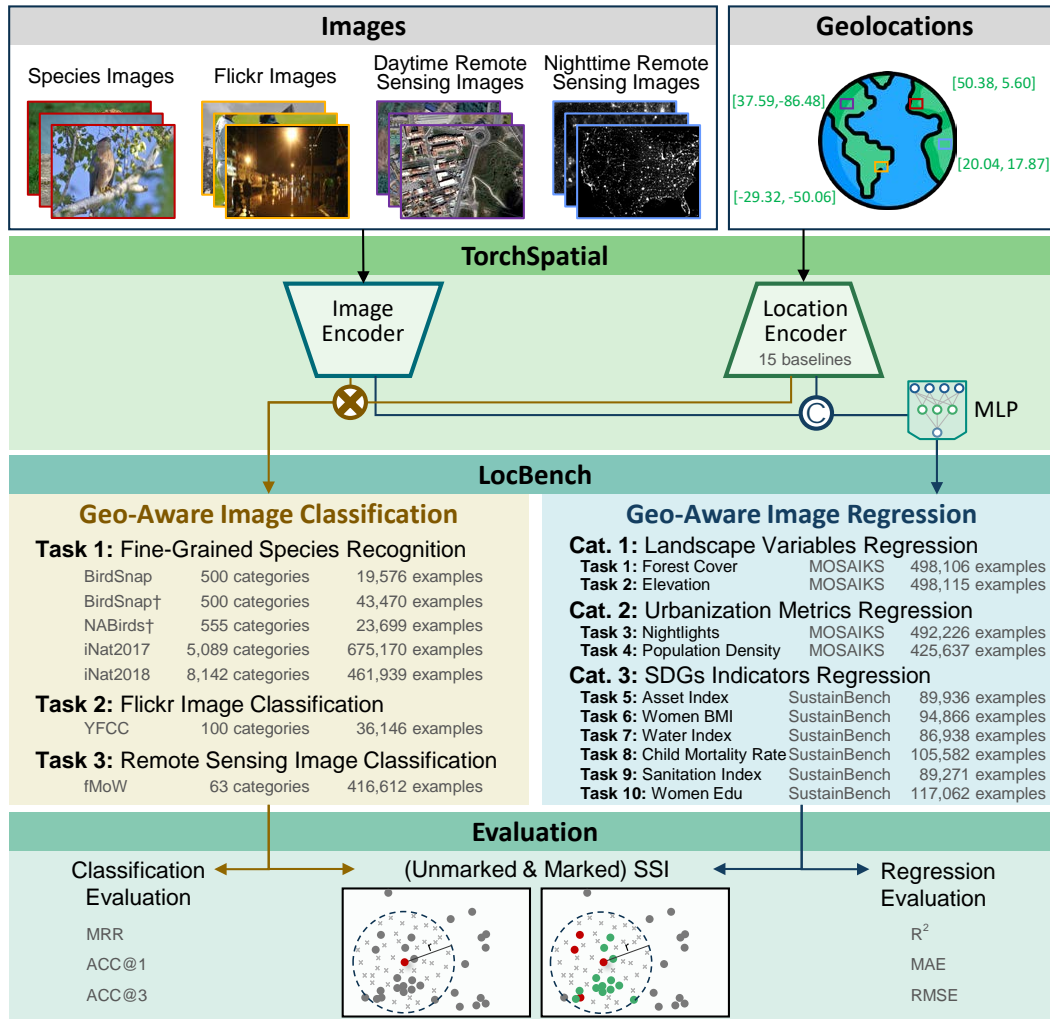 Images
Species Images
Flickr Images
Daytime Remote
Sensing Images
Nighttime Remote
Sensing Images
Geolocations
[37.59,-86.48]
[50.38, 5.60]
[20.04, 17.87]
[-29.32, -50.06]
TorchSpatial
Image
Encoder
Location
Encoder
15 baselines
C
MLP
LocBench
Geo-Aware Image Classification
Task 1: Fine-Grained Species Recognition
BirdSnap 500 categories 19,576 examples
BirdSnap† 500 categories 43,470 examples
NABirds† 555 categories 23,699 examples
iNat2017 5,089 categories 675,170 examples
iNat2018 8,142 categories 461,939 examples
Task 2: Flickr Image Classification
YFCC 100 categories 36,146 examples
Task 3: Remote Sensing Image Classification
fMoW 63 categories 416,612 examples
Geo-Aware Image Regression
Cat. 1: Landscape Variables Regression
Task 1: Forest Cover MOSAIKS 498,106 examples
Task 2: Elevation MOSAIKS 498,115 examples
Cat. 2: Urbanization Metrics Regression
Task 3: Nightlights MOSAIKS 492,226 examples
Task 4: Population Density MOSAIKS 425,637 examples
Cat. 3: SDGs Indicators Regression
Task 5: Asset Index SustainBench 89,936 examples
Task 6: Women BMI SustainBench 94,866 examples
Task 7: Water Index SustainBench 86,938 examples
Task 8: Child Mortality Rate SustainBench 105,582 examples
Task 9: Sanitation Index SustainBench 89,271 examples
Task 10: Women Edu SustainBench 117,062 examples
Evaluation
Classification
Evaluation
MRR
ACC@1
ACC@3
(Unmarked & Marked) SSI
r
r
Regression
Evaluation
R²
MAE
RMSE